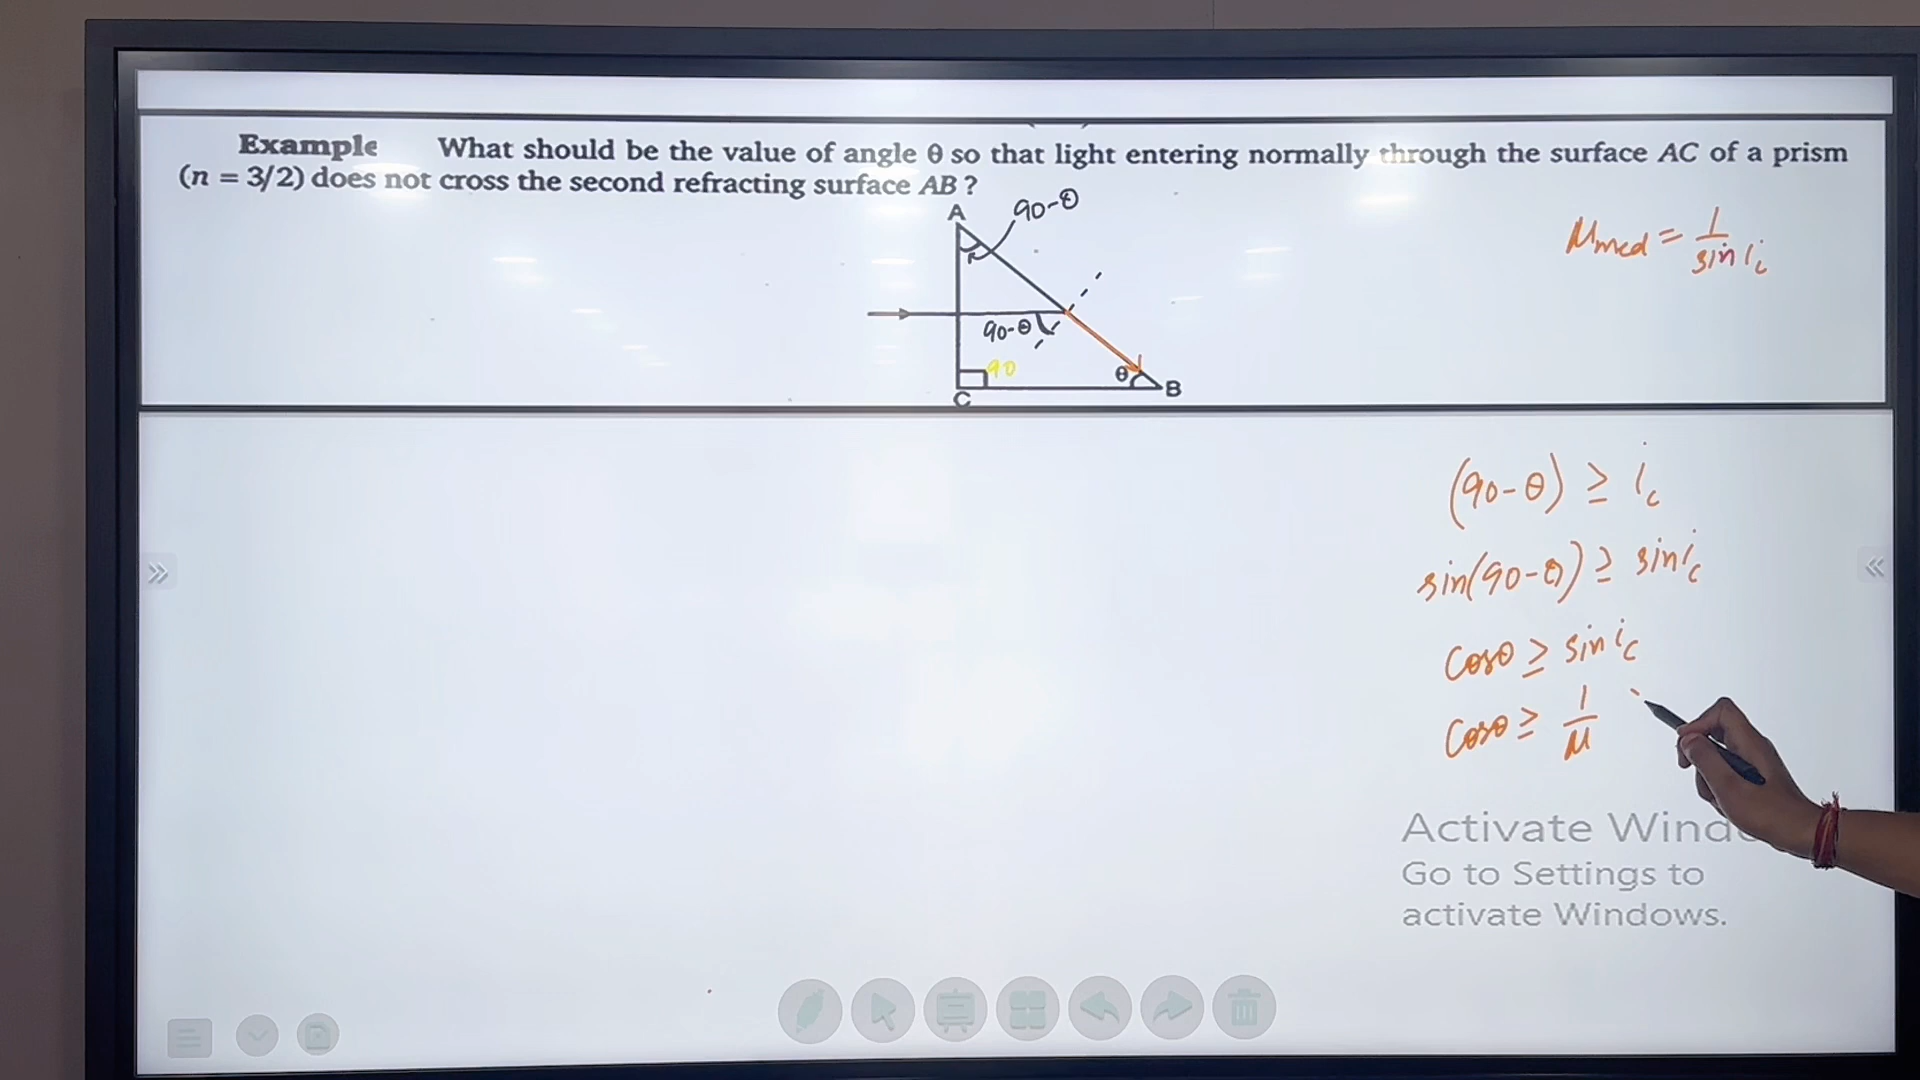 Example What should be the value of angle θ so that light entering normally through the surface AC of a prism
(n = 3/2) does not cross the second refracting surface AB ?
A
90-θ
90-θ
90
θ
B
C
μmed = 1/sin ic
(90-θ) ≥ ic
sin(90-θ) ≥ sin ic
cosθ ≥ sin ic
cosθ ≥ 1/μ
Activate Wind
Go to Settings to
activate Windows.